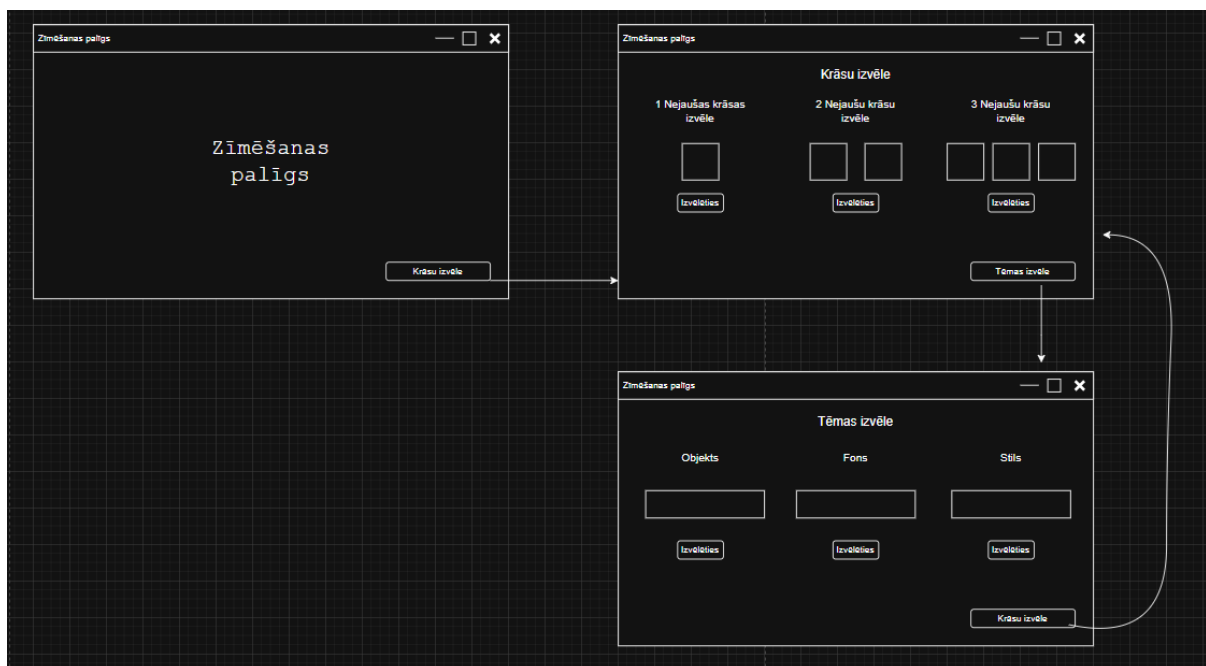 Zīmēšanas palīgs
Zīmēšanas
palīgs
Krāsu izvēle
Zīmēšanas palīgs
Krāsu izvēle
1 Nejaušas krāsas
izvēle
2 Nejaušu krāsu
izvēle
3 Nejaušu krāsu
izvēle
Izvēlēties
Izvēlēties
Izvēlēties
Tēmas izvēle
Zīmēšanas palīgs
Tēmas izvēle
Objekts
Fons
Stils
Izvēlēties
Izvēlēties
Izvēlēties
Krāsu izvēle